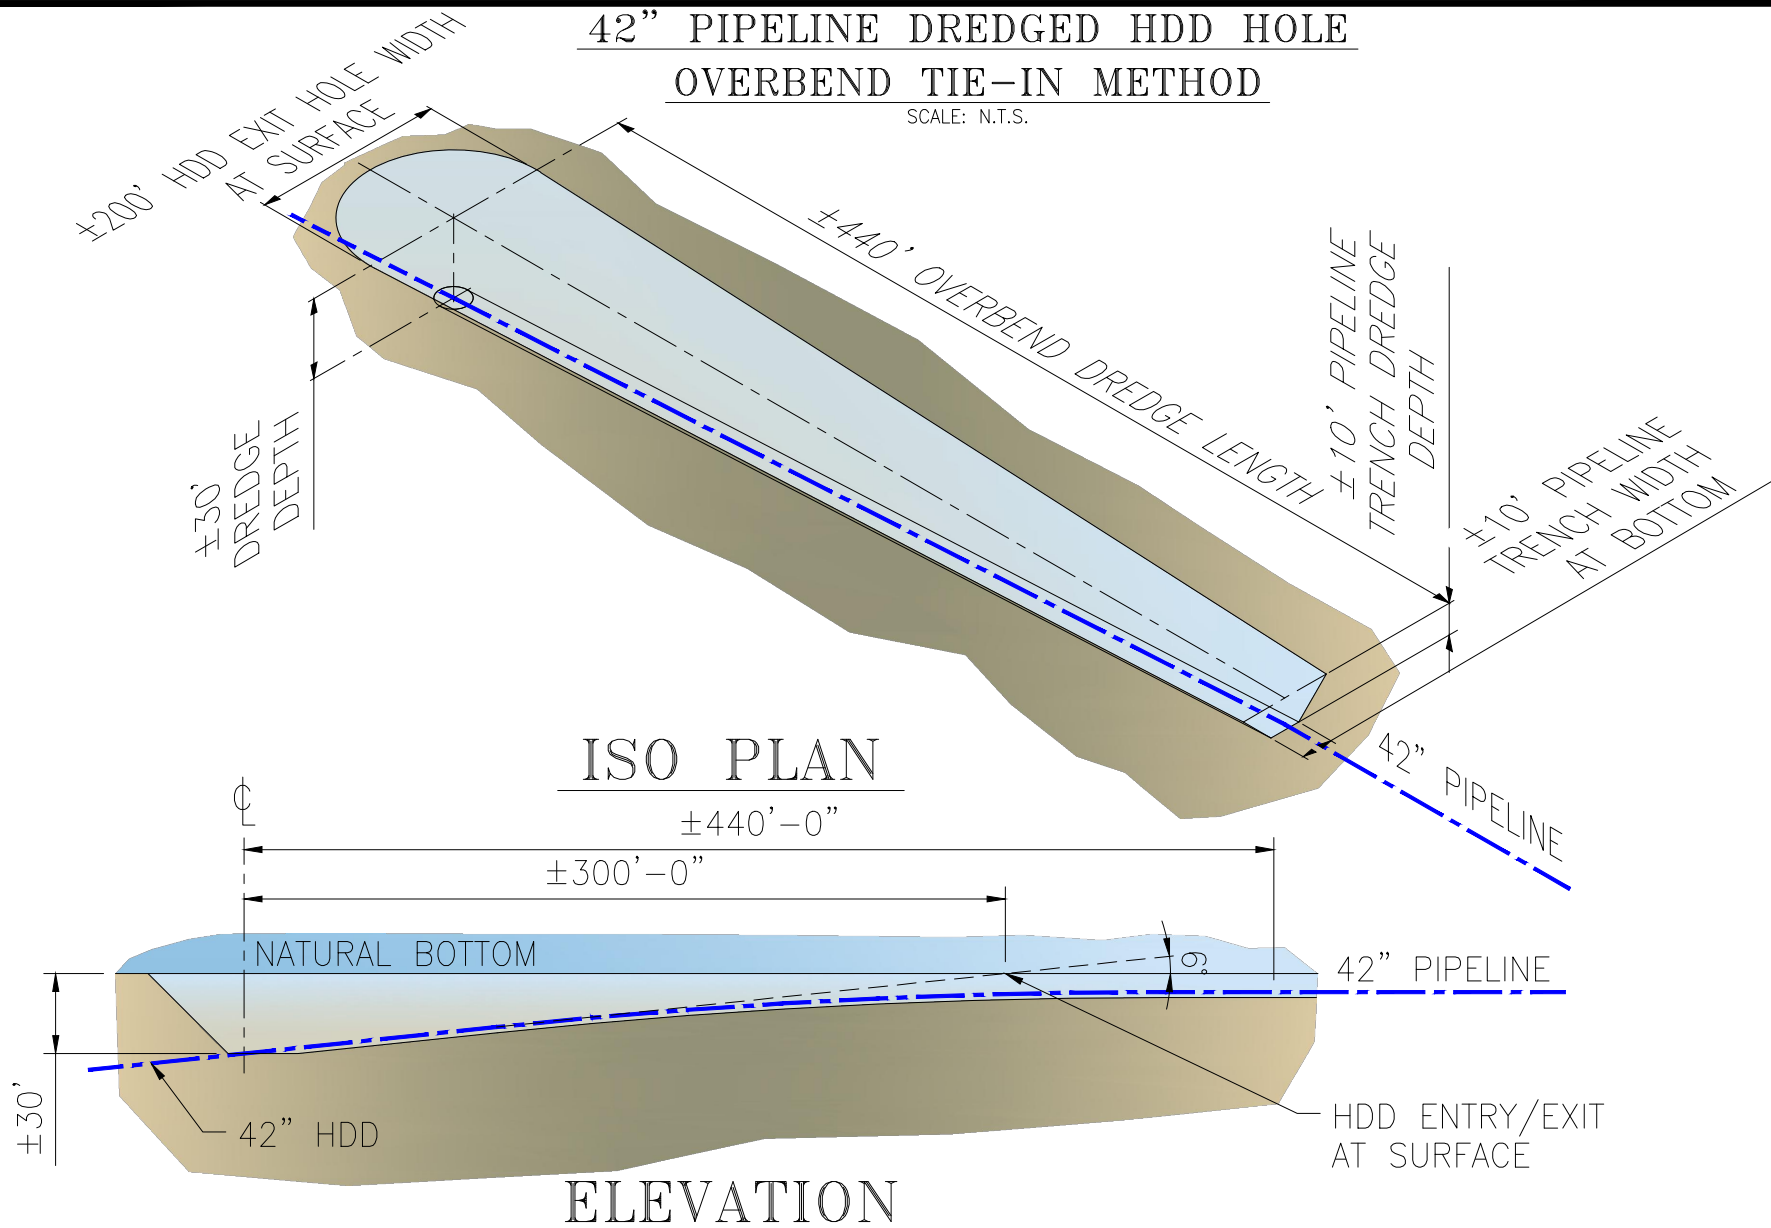 42” PIPELINE DREDGED HDD HOLE
OVERBEND TIE-IN METHOD
SCALE: N.T.S.
±200’ HDD EXIT HOLE WIDTH
AT SURFACE
±440’ OVERBEND DREDGE LENGTH
±10’ PIPELINE
TRENCH DREDGE
DEPTH
±10’ PIPELINE
TRENCH WIDTH
AT BOTTOM
±30’
DREDGE
DEPTH
42” PIPELINE
ISO PLAN
℄
±440’-0”
±300’-0”
NATURAL BOTTOM
6°
42” PIPELINE
±30’
42” HDD
HDD ENTRY/EXIT
AT SURFACE
ELEVATION